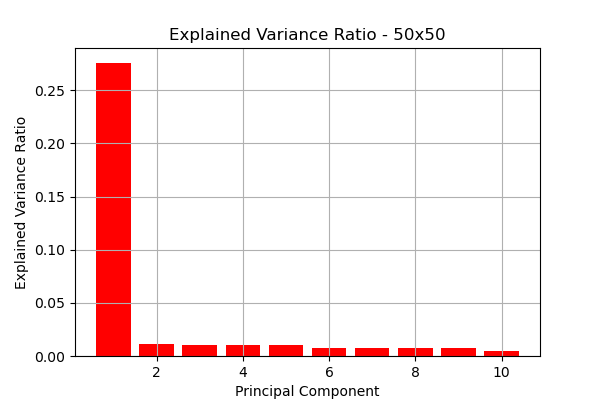 Explained Variance Ratio - 50x50
Explained Variance Ratio
0.25
0.20
0.15
0.10
0.05
0.00
2 4 6 8 10
Principal Component